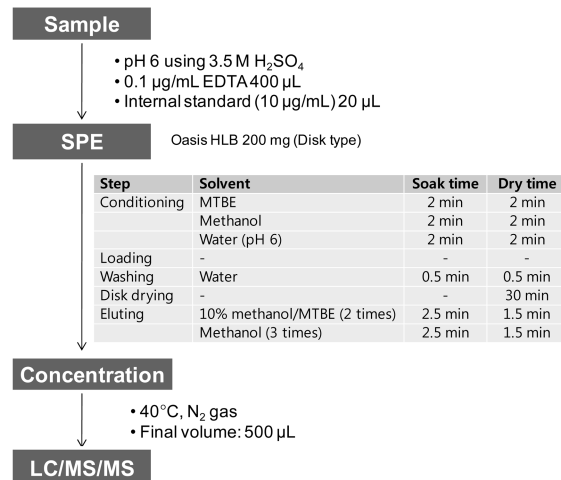 Sample
• pH 6 using 3.5 M H₂SO₄
• 0.1 µg/mL EDTA 400 µL
• Internal standard (10 µg/mL) 20 µL
SPE Oasis HLB 200 mg (Disk type)
Step Solvent Soak time Dry time
Conditioning MTBE 2 min 2 min
Methanol 2 min 2 min
Water (pH 6) 2 min 2 min
Loading - - -
Washing Water 0.5 min 0.5 min
Disk drying - - 30 min
Eluting 10% methanol/MTBE (2 times) 2.5 min 1.5 min
Methanol (3 times) 2.5 min 1.5 min
Concentration
• 40°C, N₂ gas
• Final volume: 500 µL
LC/MS/MS